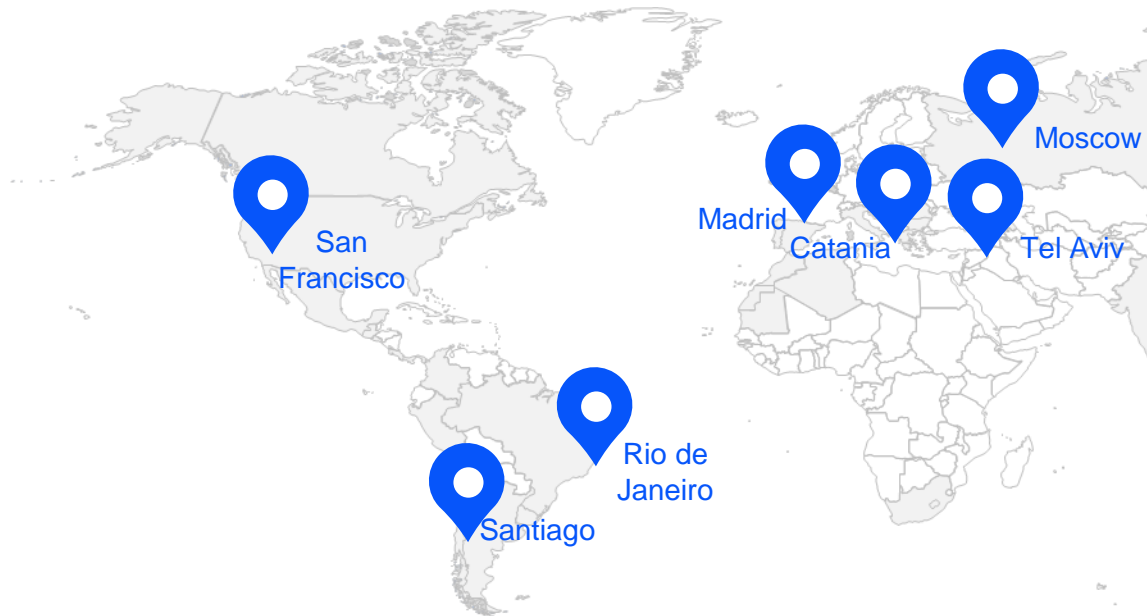 Moscow
Madrid
Catania
Tel Aviv
San
Francisco
Rio de
Janeiro
Santiago